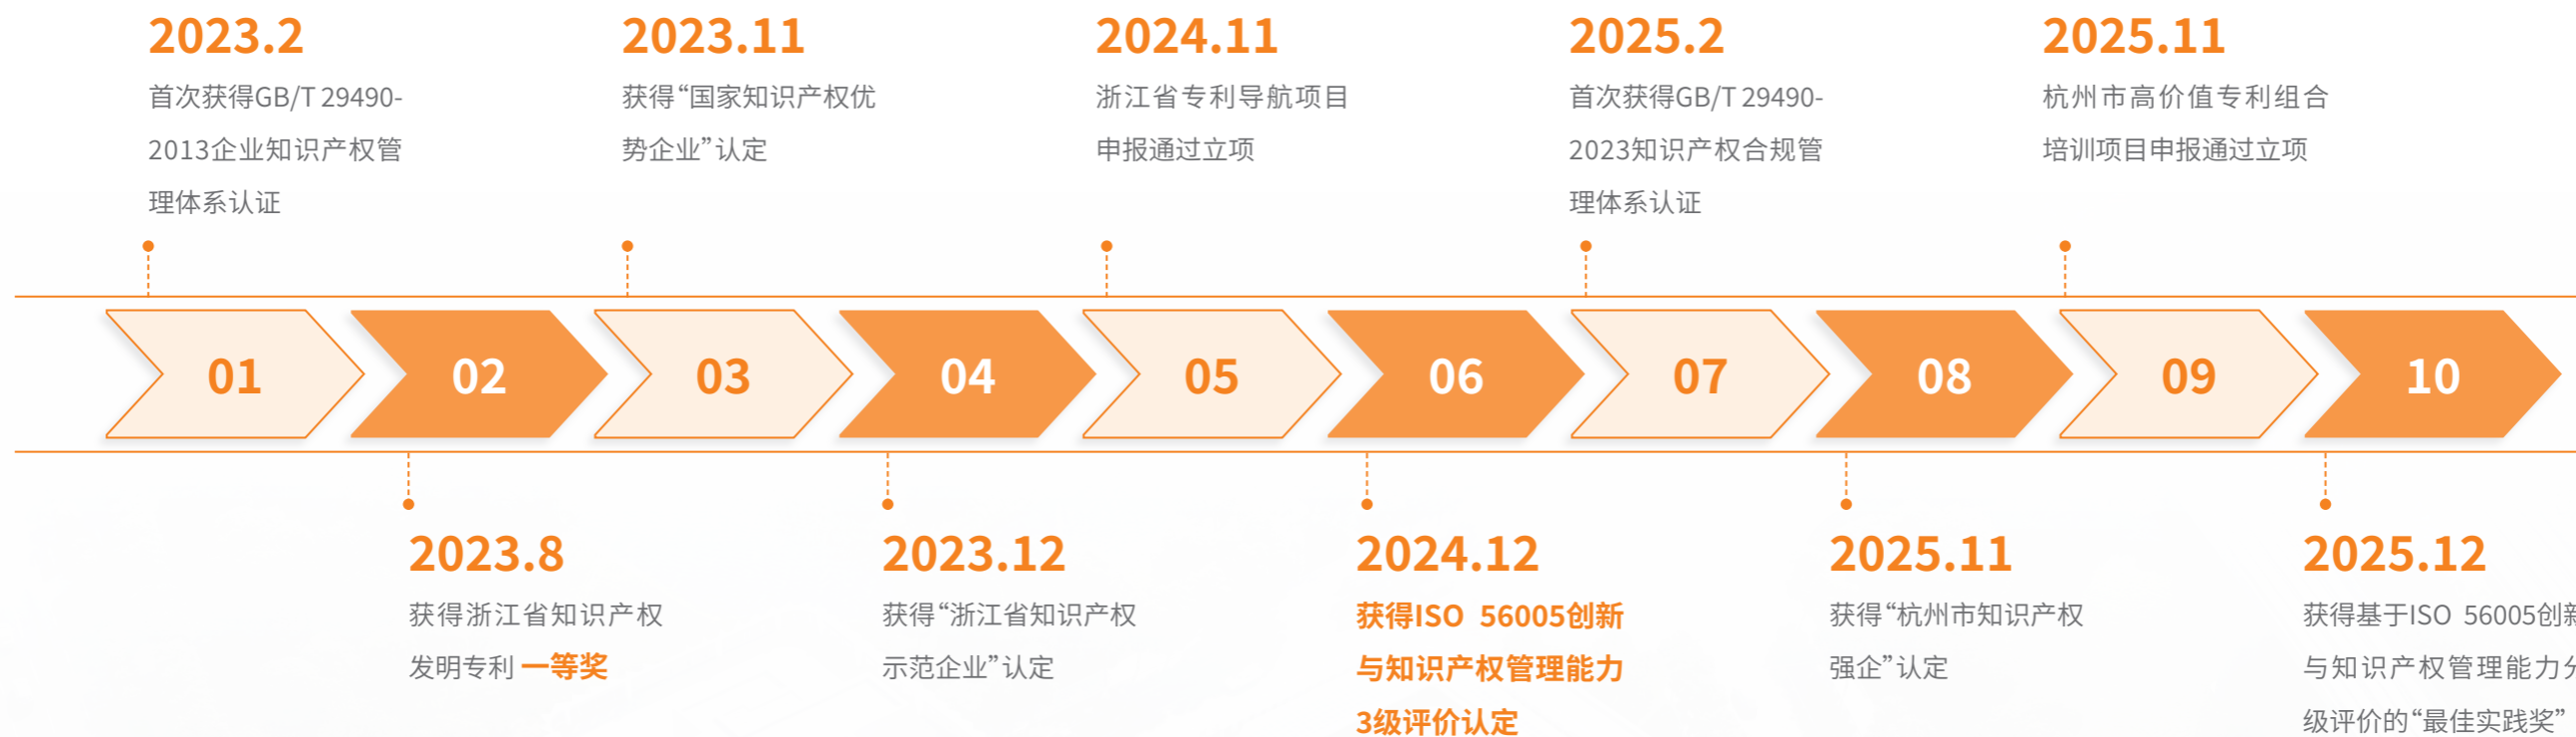 2023.2
首次获得GB/T 29490-
2013企业知识产权管
理体系认证
2023.11
获得“国家知识产权优
势企业”认定
2024.11
浙江省专利导航项目
申报通过立项
2025.2
首次获得GB/T 29490-
2023知识产权合规管
理体系认证
2025.11
杭州市高价值专利组合
培训项目申报通过立项
01
02
03
04
05
06
07
08
09
10
2023.8
获得浙江省知识产权
发明专利 一等奖
2023.12
获得“浙江省知识产权
示范企业”认定
2024.12
获得ISO 56005创新
与知识产权管理能力
3级评价认定
2025.11
获得“杭州市知识产权
强企”认定
2025.12
获得基于ISO 56005创新
与知识产权管理能力分
级评价的“最佳实践奖”